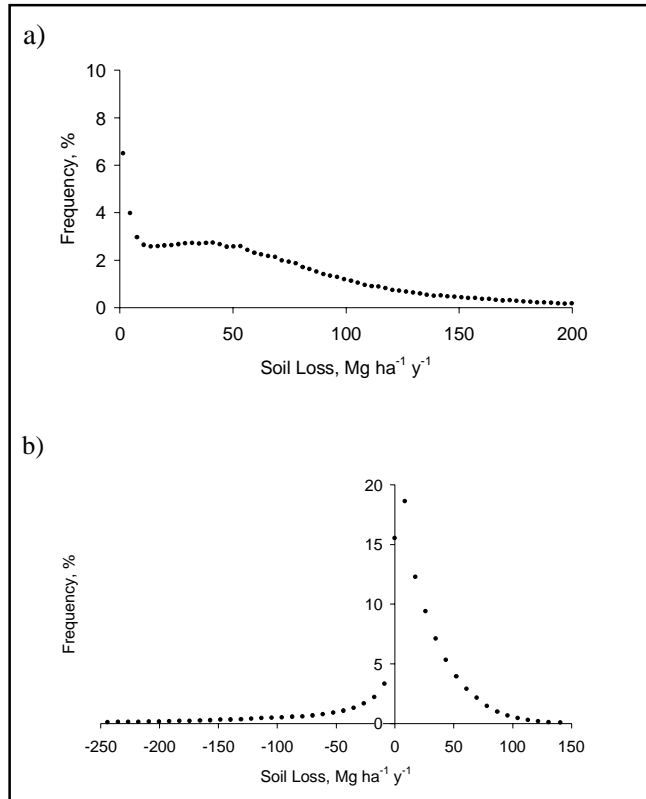 a)
10
8
6
4
2
0
Frequency, %
0 50 100 150 200
Soil Loss, Mg ha⁻¹ y⁻¹
b)
20
15
10
5
0
Frequency, %
-250 -200 -150 -100 -50 0 50 100 150
Soil Loss, Mg ha⁻¹ y⁻¹